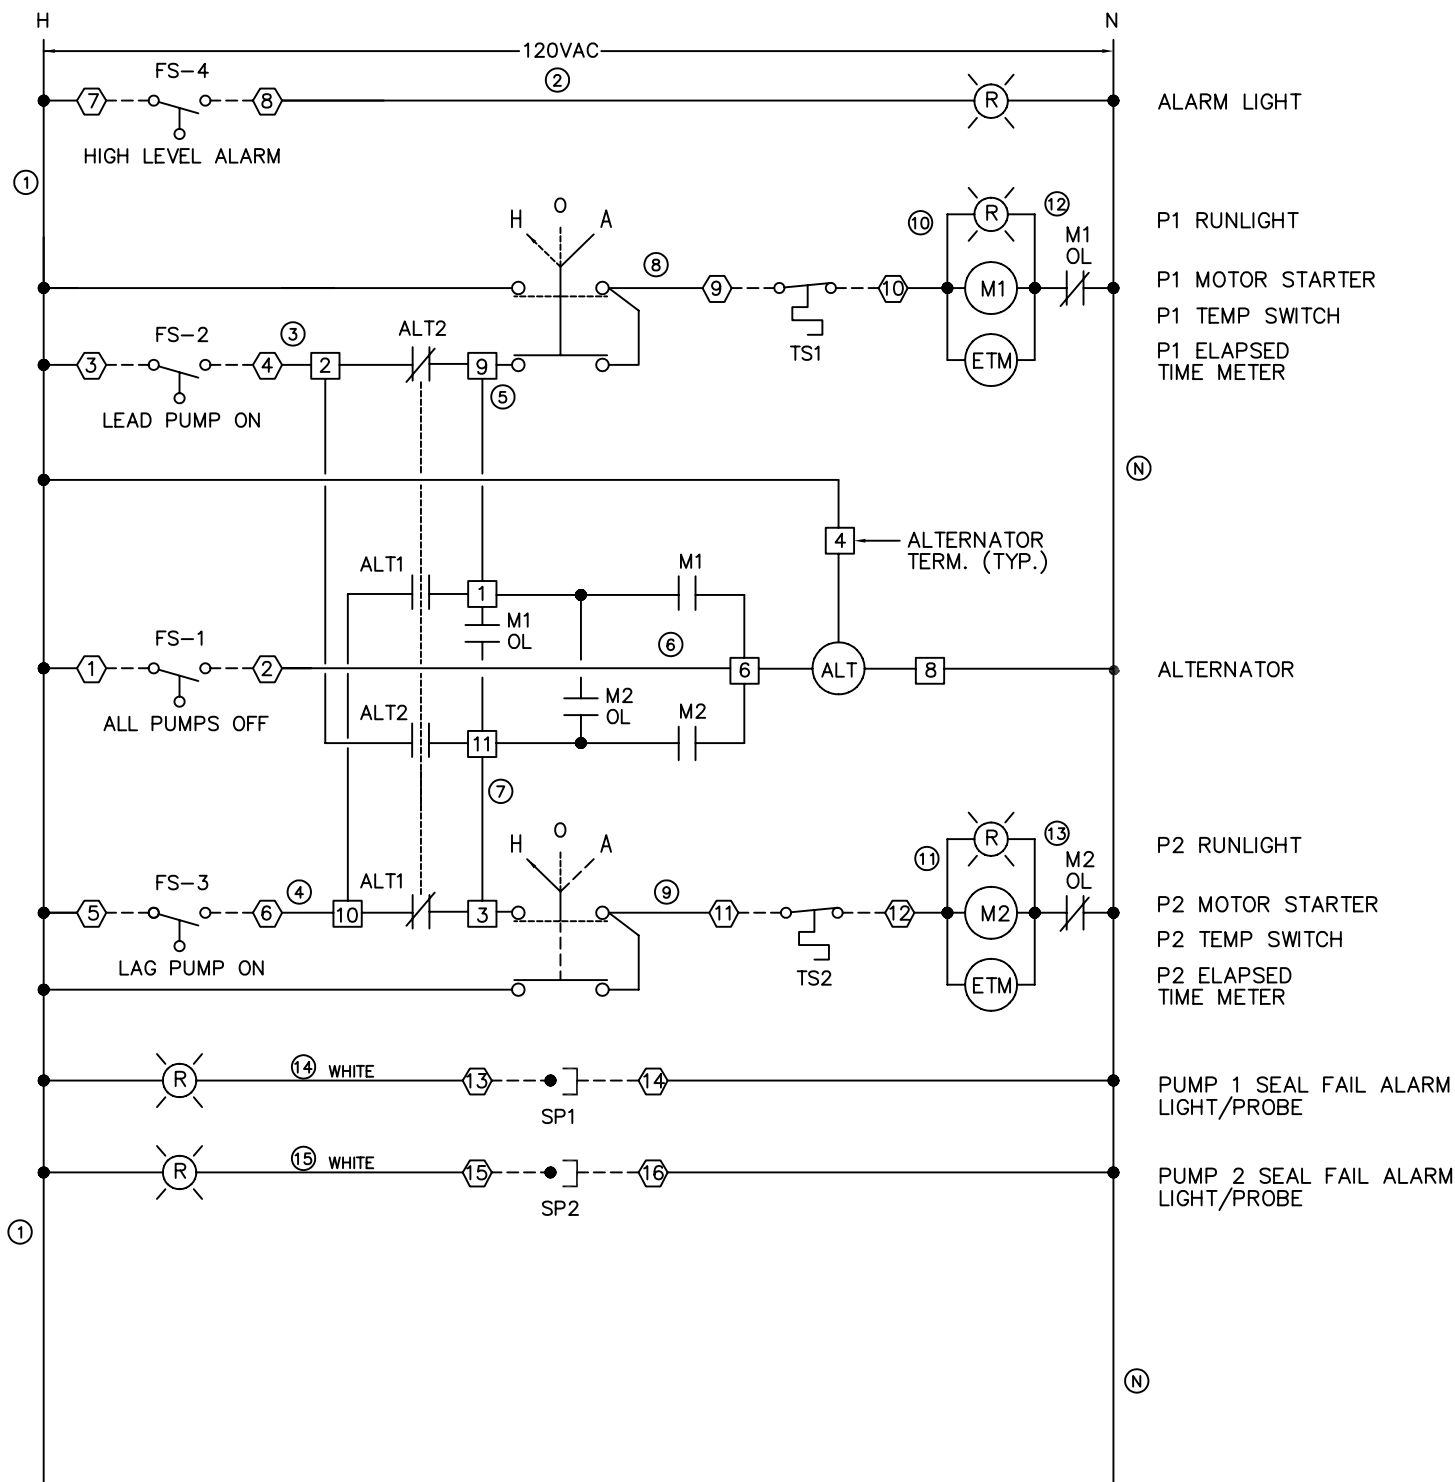 H
N
120VAC
FS-4
2
7
8
R
ALARM LIGHT
HIGH LEVEL ALARM
1
H
O
A
10
R
12
P1 RUNLIGHT
M1
OL
8
9
10
M1
P1 MOTOR STARTER
P1 TEMP SWITCH
FS-2
3
ALT2
TS1
P1 ELAPSED
TIME METER
3
4
2
9
ETM
5
LEAD PUMP ON
N
4
ALTERNATOR
TERM. (TYP.)
ALT1
M1
1
M1
OL
FS-1
6
1
2
6
ALT
8
ALTERNATOR
M2
OL
ALT2
M2
ALL PUMPS OFF
11
7
H
O
A
11
R
13
P2 RUNLIGHT
M2
OL
FS-3
4
ALT1
9
5
6
10
3
11
12
M2
P2 MOTOR STARTER
P2 TEMP SWITCH
LAG PUMP ON
TS2
ETM
P2 ELAPSED
TIME METER
R
14 WHITE
13
14
SP1
PUMP 1 SEAL FAIL ALARM
LIGHT/PROBE
R
15 WHITE
15
16
SP2
PUMP 2 SEAL FAIL ALARM
LIGHT/PROBE
1
N